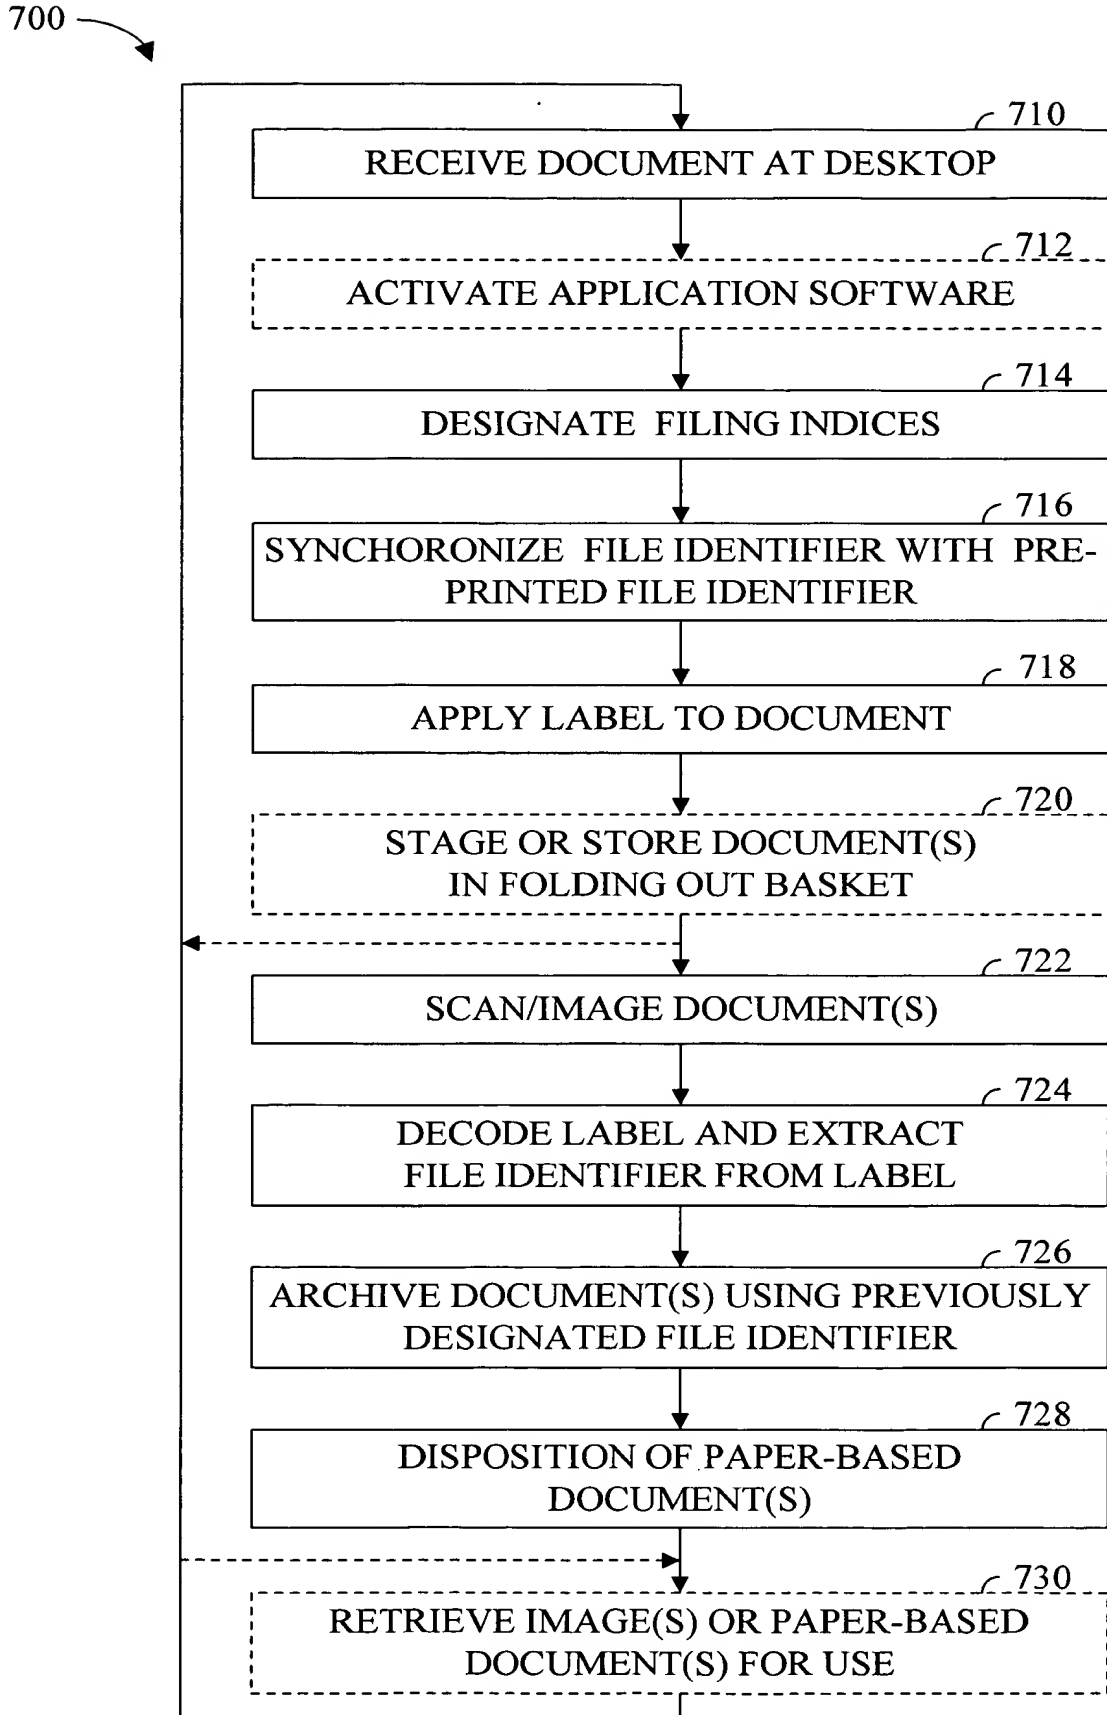 700
710
RECEIVE DOCUMENT AT DESKTOP
712
ACTIVATE APPLICATION SOFTWARE
714
DESIGNATE FILING INDICES
716
SYNCHORONIZE FILE IDENTIFIER WITH PRE-
PRINTED FILE IDENTIFIER
718
APPLY LABEL TO DOCUMENT
720
STAGE OR STORE DOCUMENT(S)
IN FOLDING OUT BASKET
722
SCAN/IMAGE DOCUMENT(S)
724
DECODE LABEL AND EXTRACT
FILE IDENTIFIER FROM LABEL
726
ARCHIVE DOCUMENT(S) USING PREVIOUSLY
DESIGNATED FILE IDENTIFIER
728
DISPOSITION OF PAPER-BASED
DOCUMENT(S)
730
RETRIEVE IMAGE(S) OR PAPER-BASED
DOCUMENT(S) FOR USE